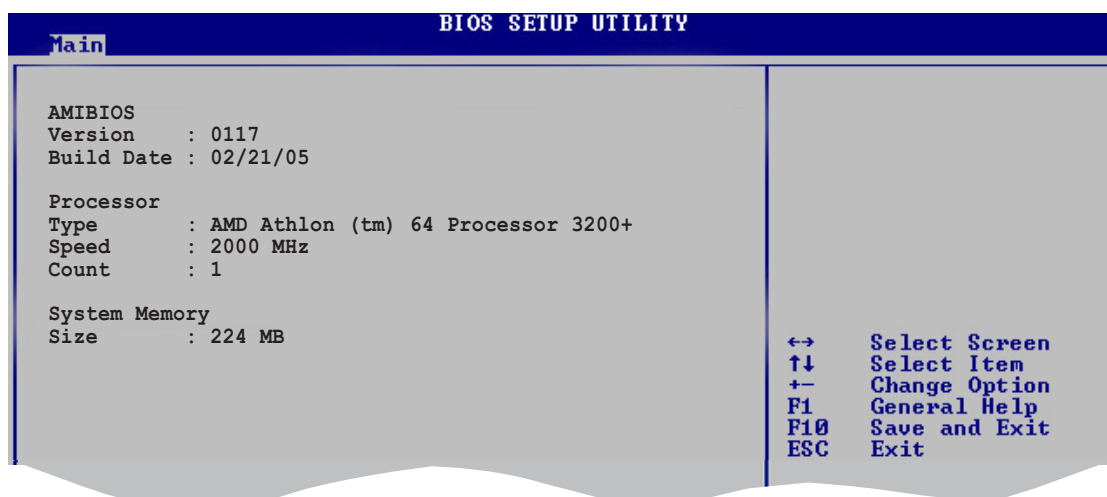 BIOS SETUP UTILITY
Main
AMIBIOS
Version : 0117
Build Date : 02/21/05
Processor
Type : AMD Athlon (tm) 64 Processor 3200+
Speed : 2000 MHz
Count : 1
System Memory
Size : 224 MB
←→ Select Screen
↑↓ Select Item
+- Change Option
F1 General Help
F10 Save and Exit
ESC Exit